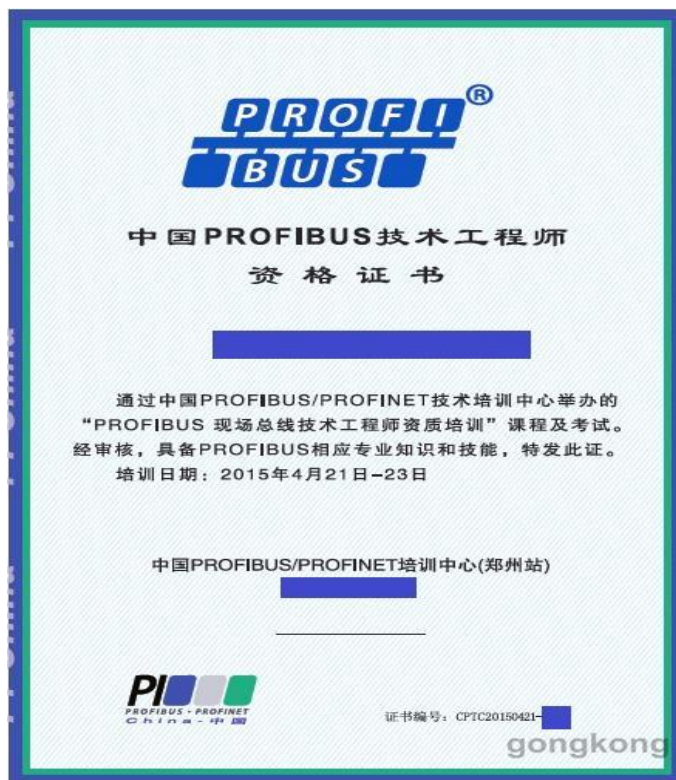 PROFI®
BUS
中国PROFIBUS技术工程师
资格证书
通过中国PROFIBUS/PROFINET技术培训中心举办的
“PROFIBUS 现场总线技术工程师资质培训”课程及考试。
经审核，具备PROFIBUS相应专业知识和技能，特发此证。
培训日期：2015年4月21日-23日
中国PROFIBUS/PROFINET培训中心(郑州站)
PI
PROFIBUS · PROFINET
China-中国
证书编号：CPTC20150421-
gongkong